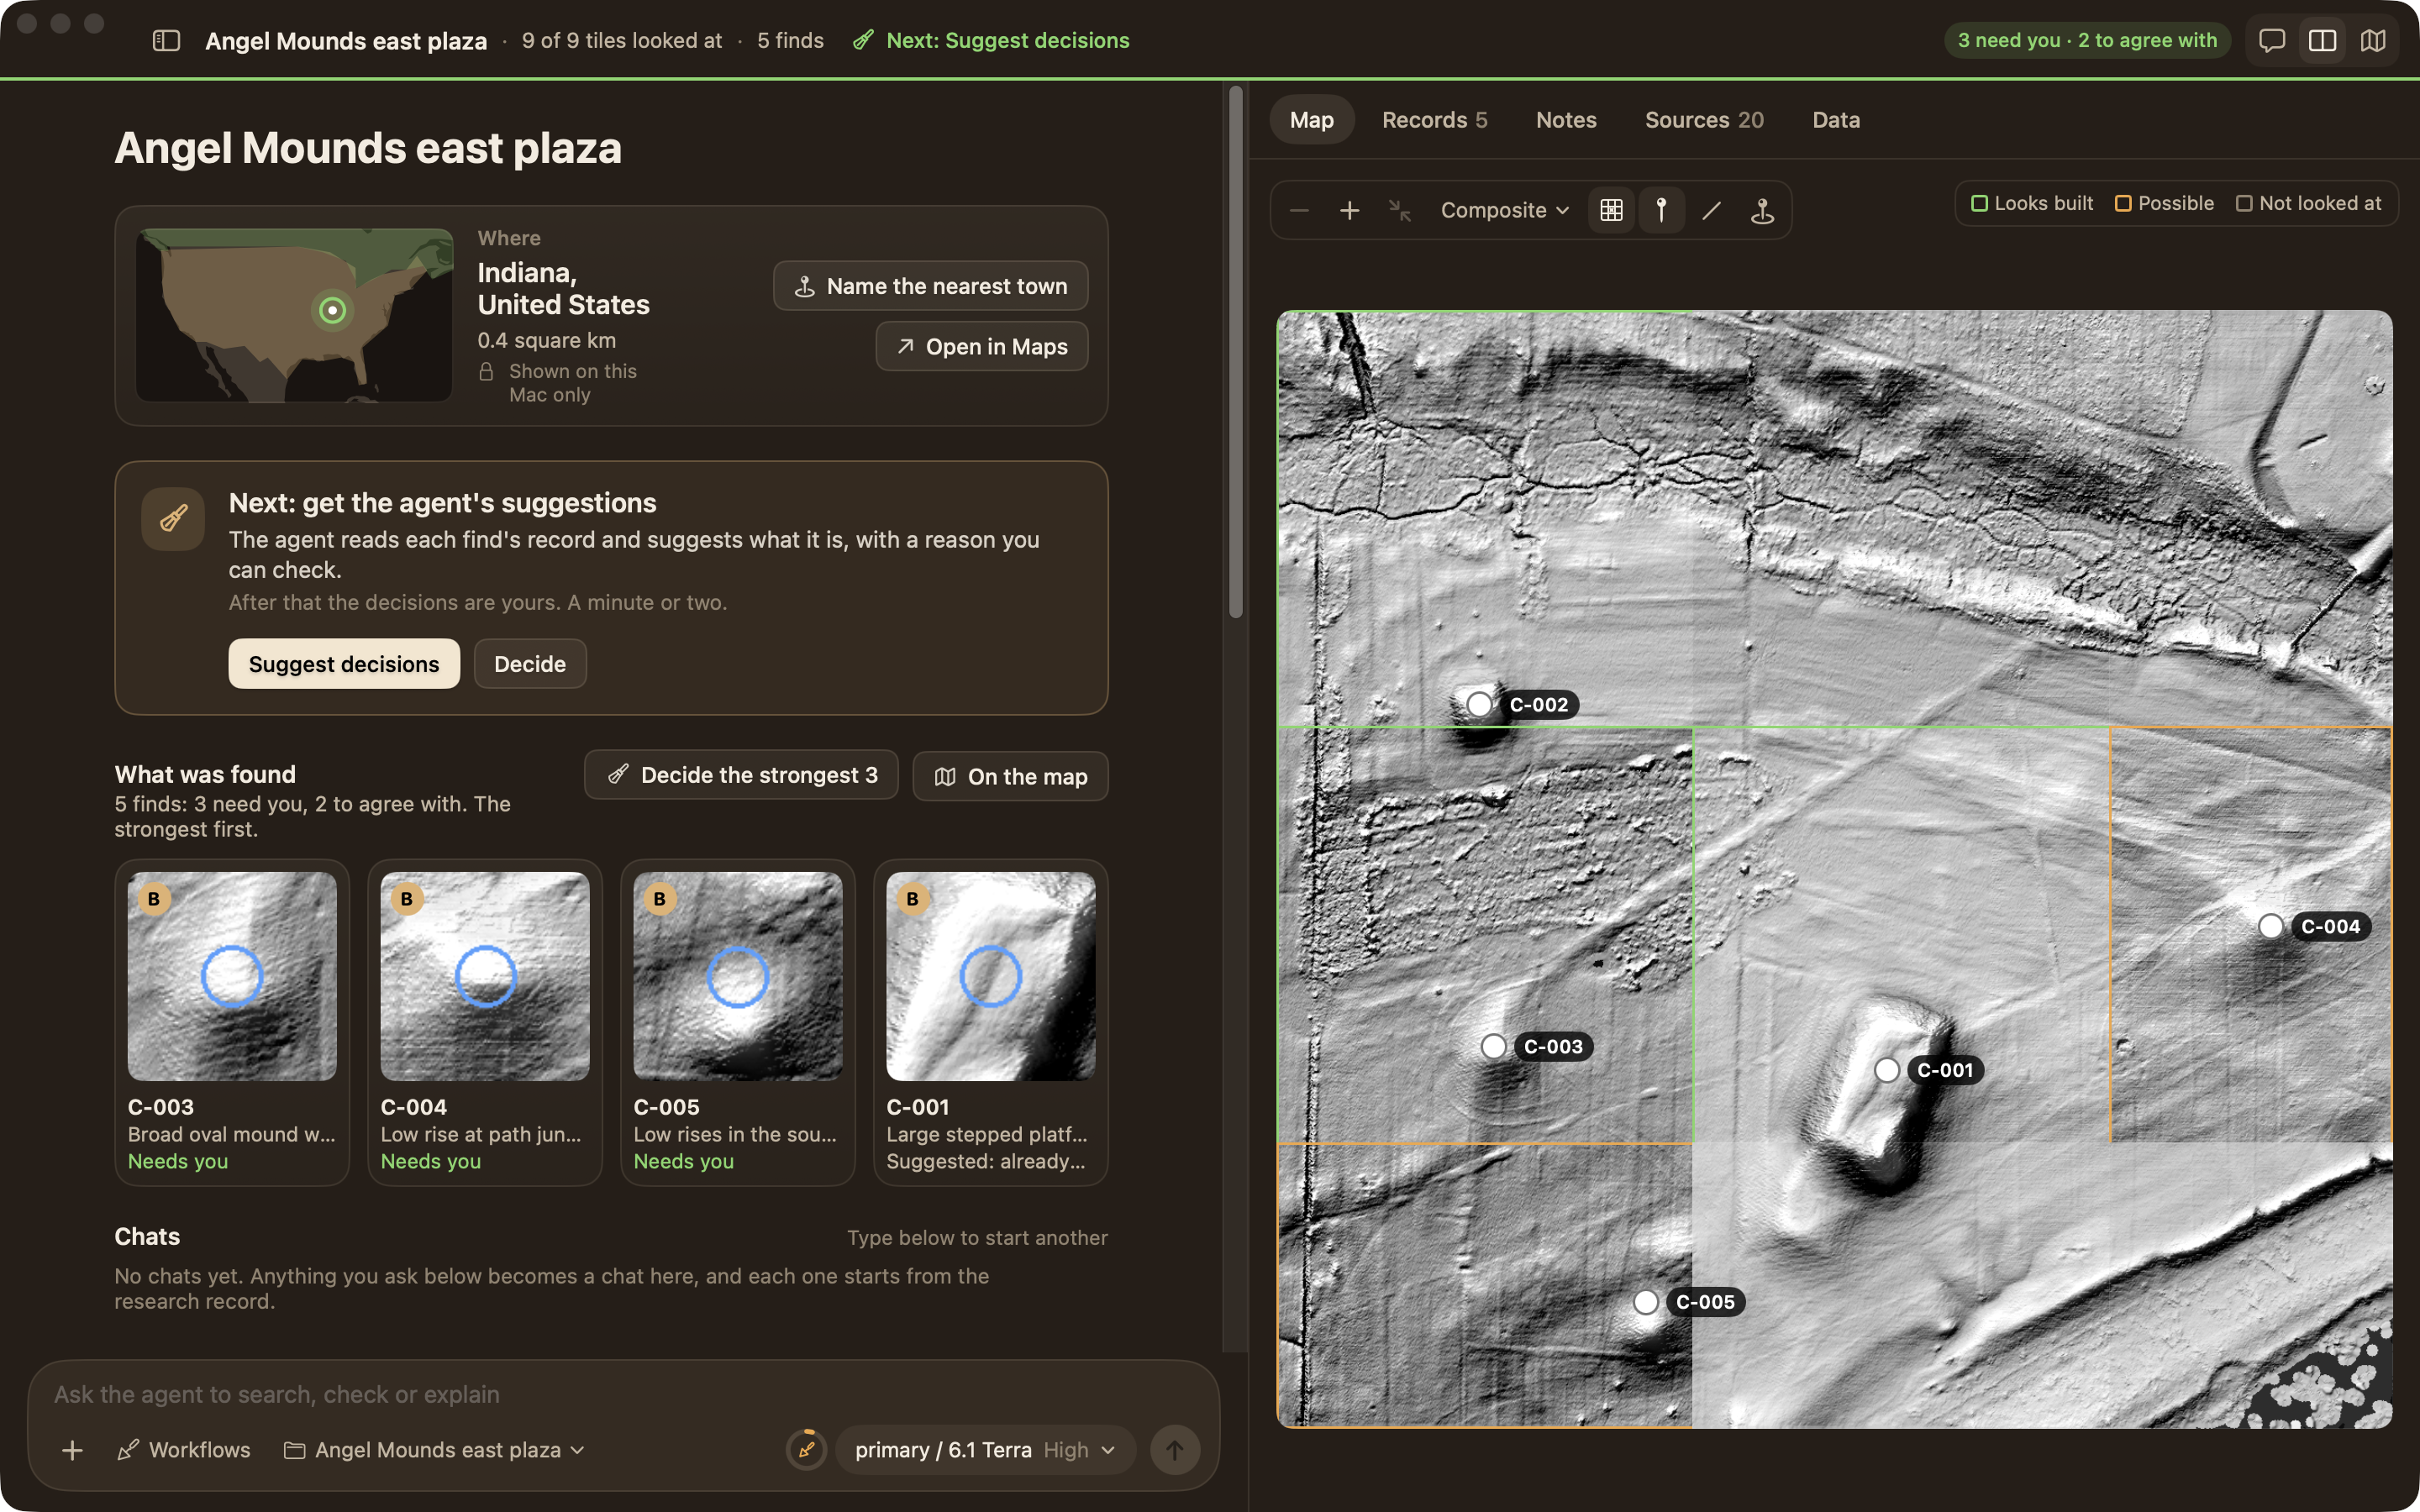 Angel Mounds east plaza · 9 of 9 tiles looked at · 5 finds Next: Suggest decisions
3 need you · 2 to agree with
Angel Mounds east plaza
Where
Indiana,
United States
0.4 square km
Shown on this
Mac only
Name the nearest town
Open in Maps
Next: get the agent's suggestions
The agent reads each find's record and suggests what it is, with a reason you
can check.
After that the decisions are yours. A minute or two.
Suggest decisions
Decide
What was found
5 finds: 3 need you, 2 to agree with. The
strongest first.
Decide the strongest 3
On the map
B
C-003
Broad oval mound w...
Needs you
B
C-004
Low rise at path jun...
Needs you
B
C-005
Low rises in the sou...
Needs you
B
C-001
Large stepped platf...
Suggested: already...
Chats
Type below to start another
No chats yet. Anything you ask below becomes a chat here, and each one starts from the
research record.
Ask the agent to search, check or explain
Workflows
Angel Mounds east plaza
primary / 6.1 Terra High
Map
Records 5
Notes
Sources 20
Data
Composite
Looks built
Possible
Not looked at
C-002
C-004
C-003
C-001
C-005